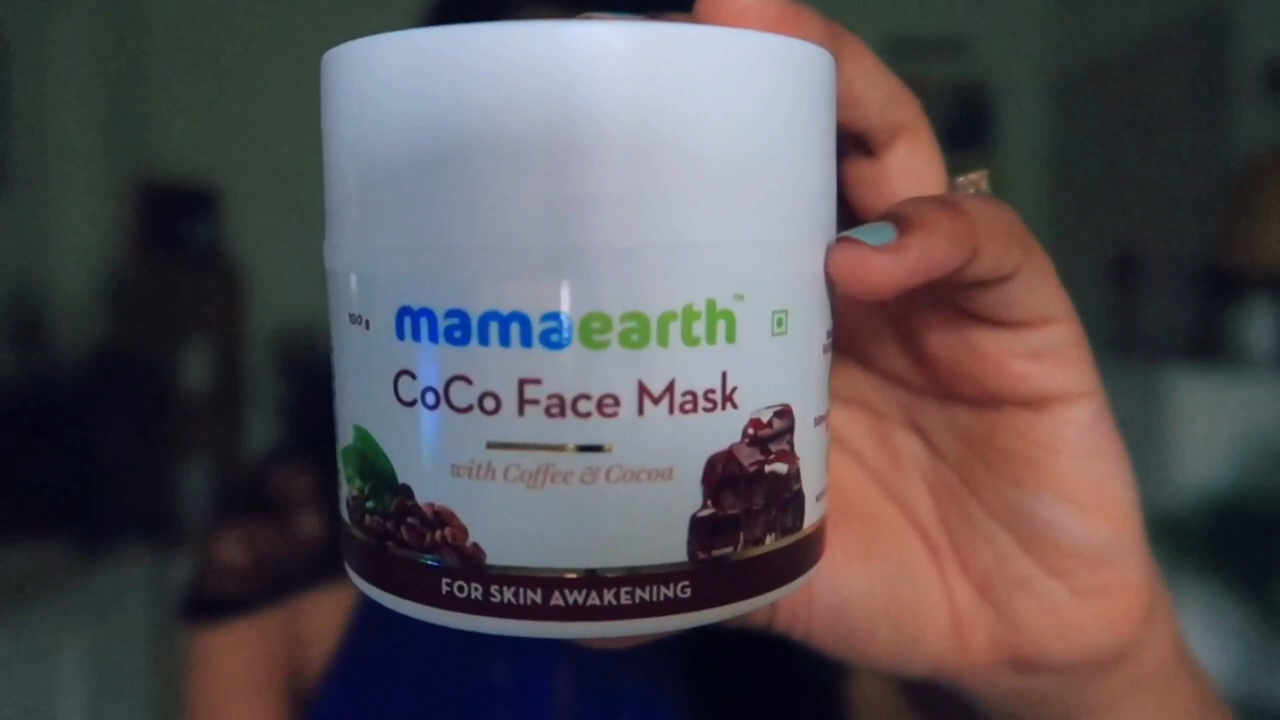 100 g
mamaearth™
CoCo Face Mask
with Coffee & Cocoa
FOR SKIN AWAKENING